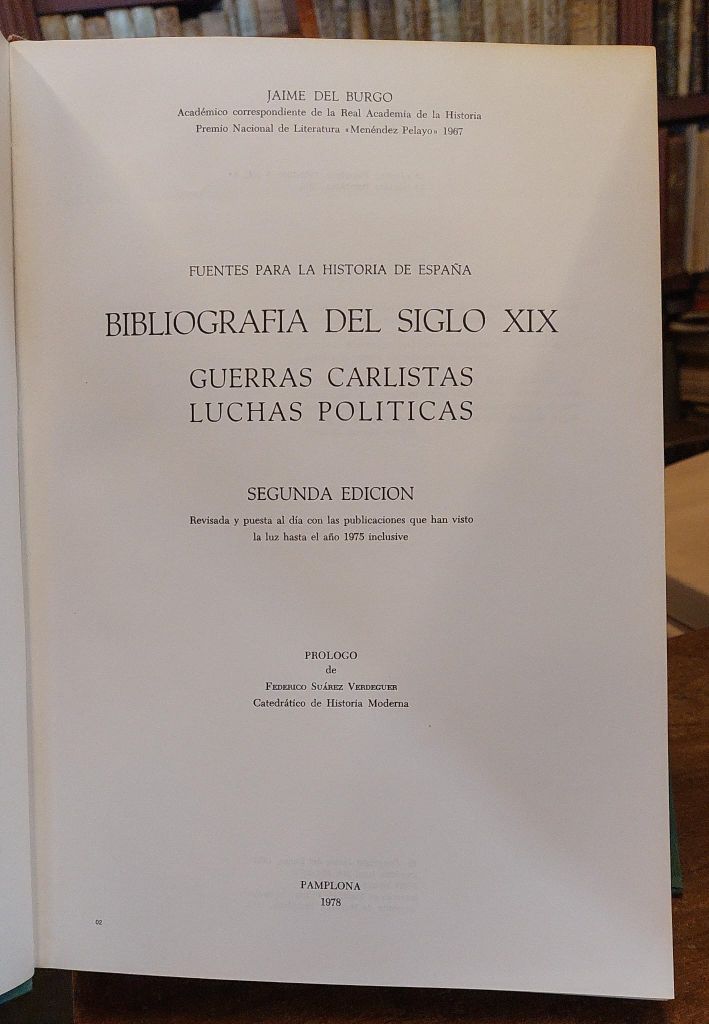 JAIME DEL BURGO
Académico correspondiente de la Real Academia de la Historia
Premio Nacional de Literatura «Menéndez Pelayo» 1967
FUENTES PARA LA HISTORIA DE ESPAÑA
BIBLIOGRAFIA DEL SIGLO XIX
GUERRAS CARLISTAS
LUCHAS POLITICAS
SEGUNDA EDICION
Revisada y puesta al día con las publicaciones que han visto
la luz hasta el año 1975 inclusive
PROLOGO
de
FEDERICO SUÁREZ VERDEGUER
Catedrático de Historia Moderna
PAMPLONA
1978
02